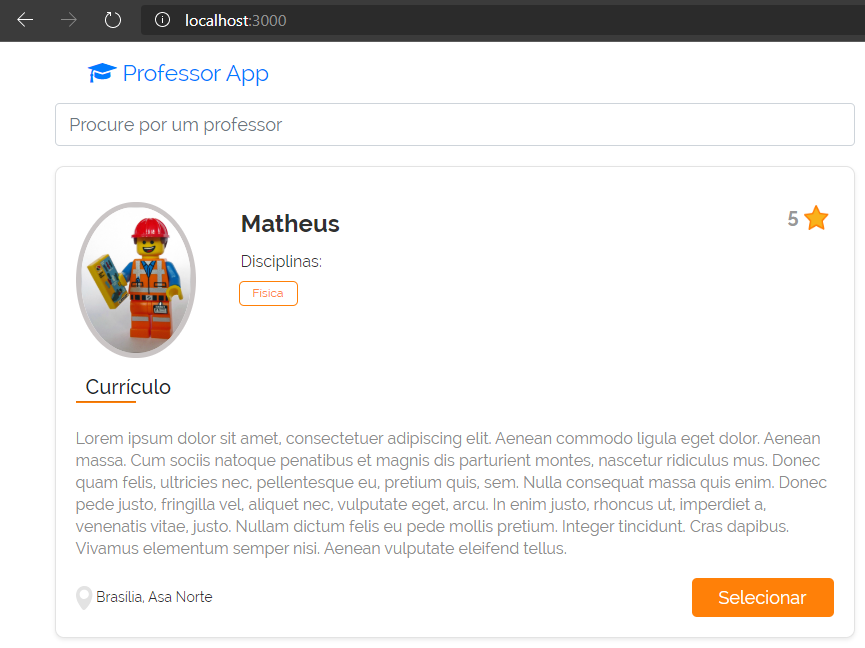 localhost:3000
Professor App
Procure por um professor
Matheus
5
Disciplinas:
Fisica
Currículo
Lorem ipsum dolor sit amet, consectetuer adipiscing elit. Aenean commodo ligula eget dolor. Aenean
massa. Cum sociis natoque penatibus et magnis dis parturient montes, nascetur ridiculus mus. Donec
quam felis, ultricies nec, pellentesque eu, pretium quis, sem. Nulla consequat massa quis enim. Donec
pede justo, fringilla vel, aliquet nec, vulputate eget, arcu. In enim justo, rhoncus ut, imperdiet a,
venenatis vitae, justo. Nullam dictum felis eu pede mollis pretium. Integer tincidunt. Cras dapibus.
Vivamus elementum semper nisi. Aenean vulputate eleifend tellus.
Brasilia, Asa Norte
Selecionar